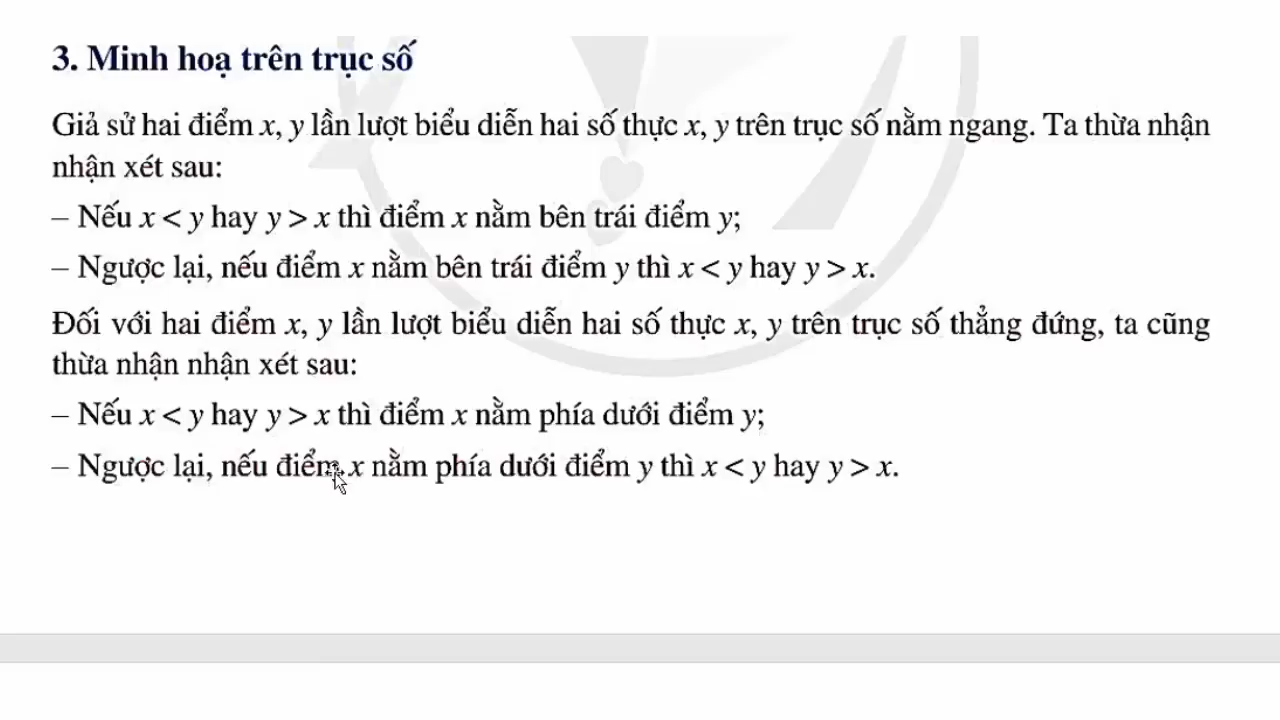 3. Minh hoạ trên trục số
Giả sử hai điểm x, y lần lượt biểu diễn hai số thực x, y trên trục số nằm ngang. Ta thừa nhận
nhận xét sau:
– Nếu x < y hay y > x thì điểm x nằm bên trái điểm y;
– Ngược lại, nếu điểm x nằm bên trái điểm y thì x < y hay y > x.
Đối với hai điểm x, y lần lượt biểu diễn hai số thực x, y trên trục số thẳng đứng, ta cũng
thừa nhận nhận xét sau:
– Nếu x < y hay y > x thì điểm x nằm phía dưới điểm y;
– Ngược lại, nếu điểm x nằm phía dưới điểm y thì x < y hay y > x.